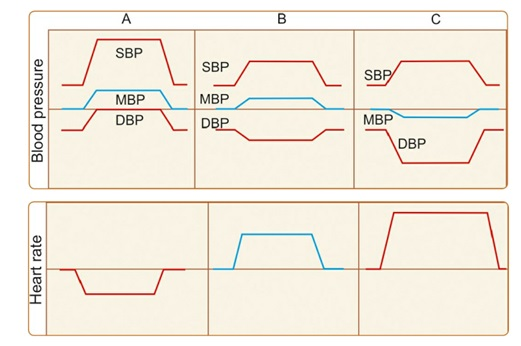 A
B
C
Blood pressure
SBP
MBP
DBP
SBP
MBP
DBP
SBP
MBP
DBP
Heart rate